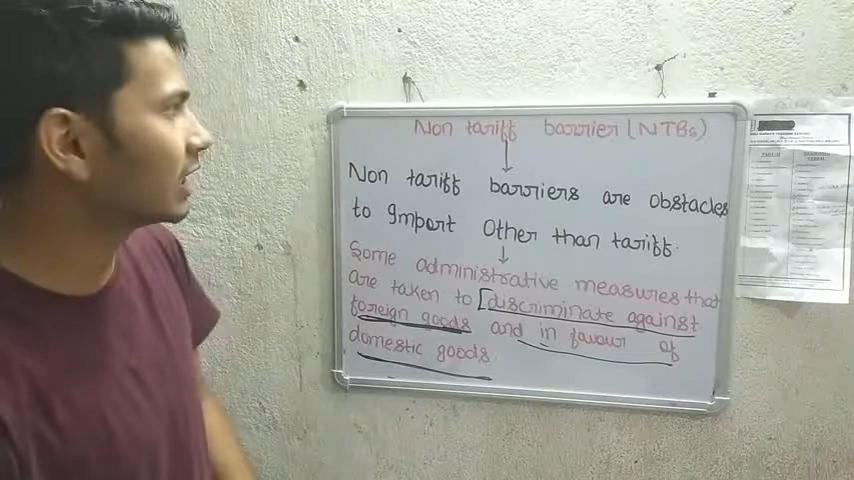 Non tariff barrier (NTBs)
Non tariff barriers are obstacles
to Import Other than tariff.
Some administrative measures that
are taken to [discriminate against
foreign goods and in favour of
domestic goods